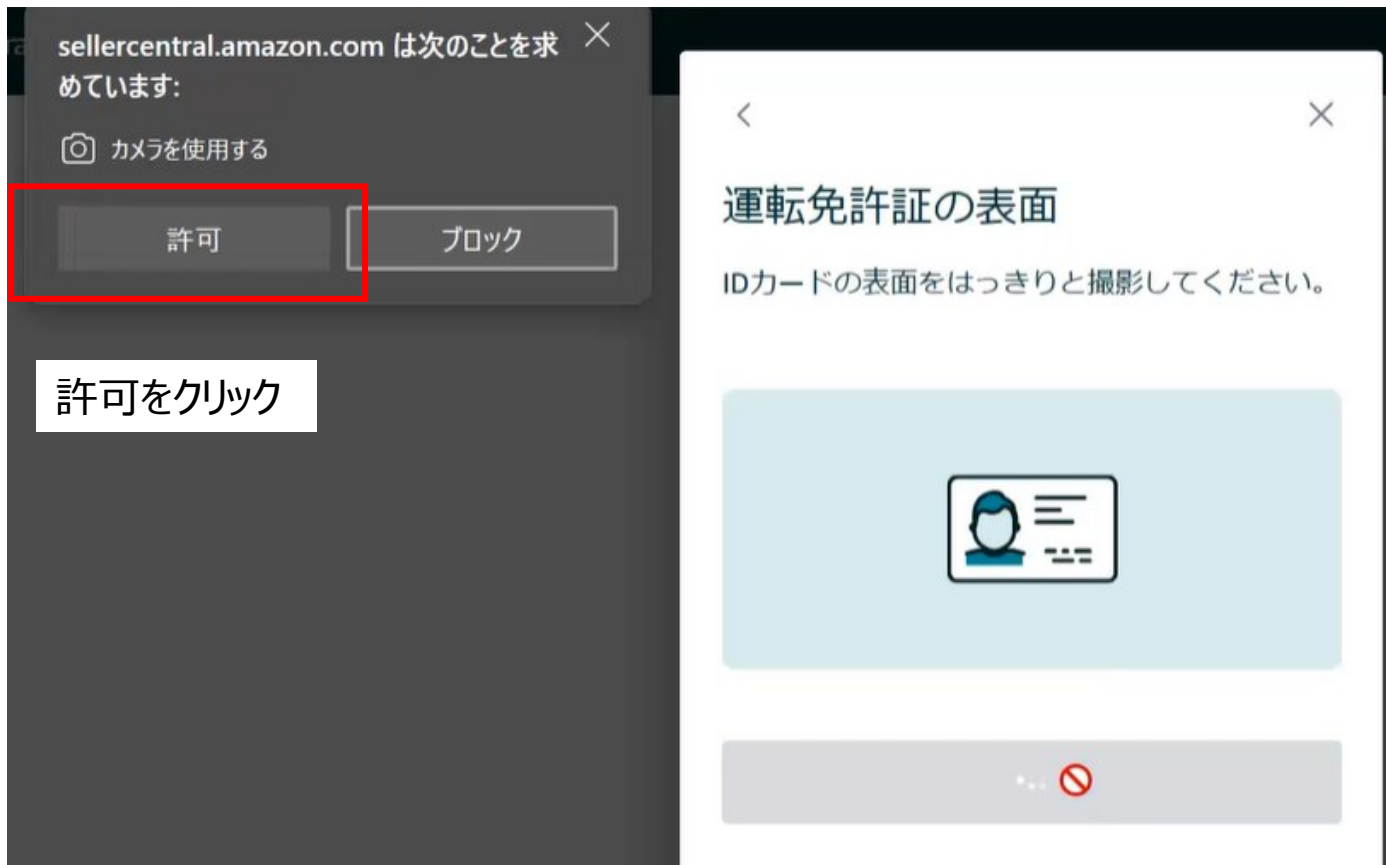 sellercentral.amazon.com は次のことを求
めています:
カメラを使用する
許可
ブロック
許可をクリック
運転免許証の表面
IDカードの表面をはっきりと撮影してください。